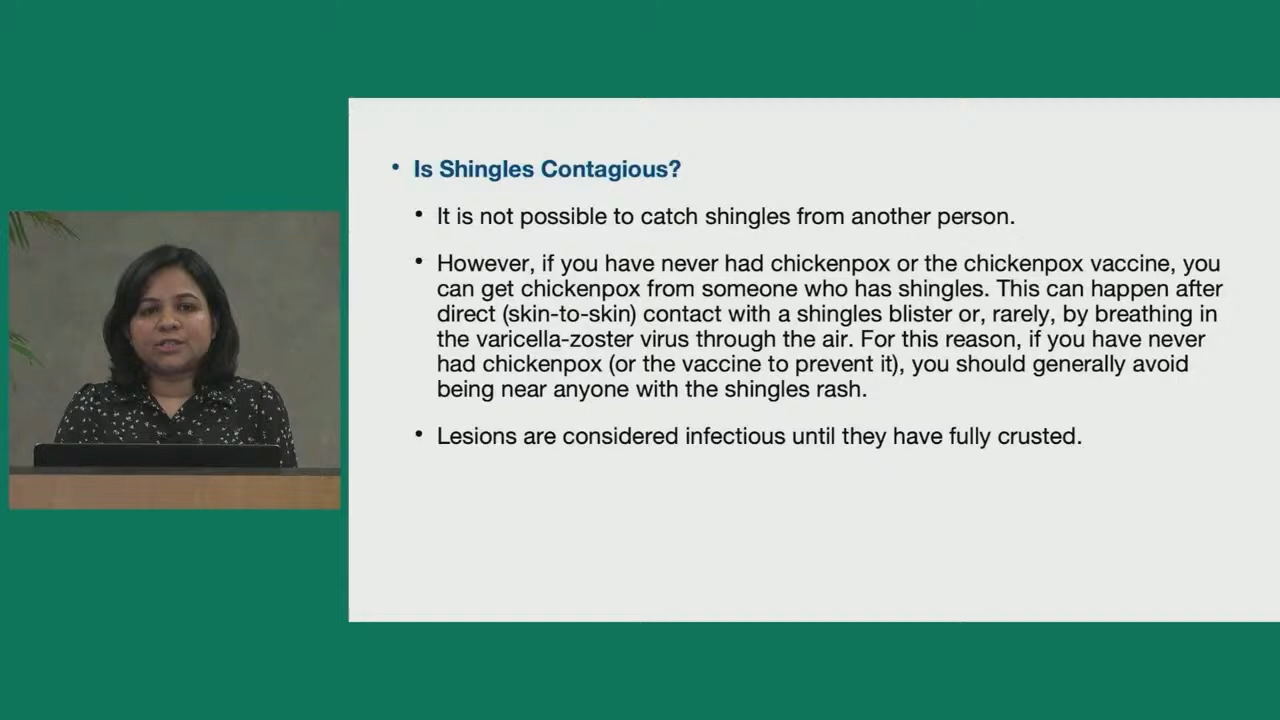 • Is Shingles Contagious?
• It is not possible to catch shingles from another person.
• However, if you have never had chickenpox or the chickenpox vaccine, you
can get chickenpox from someone who has shingles. This can happen after
direct (skin-to-skin) contact with a shingles blister or, rarely, by breathing in
the varicella-zoster virus through the air. For this reason, if you have never
had chickenpox (or the vaccine to prevent it), you should generally avoid
being near anyone with the shingles rash.
• Lesions are considered infectious until they have fully crusted.